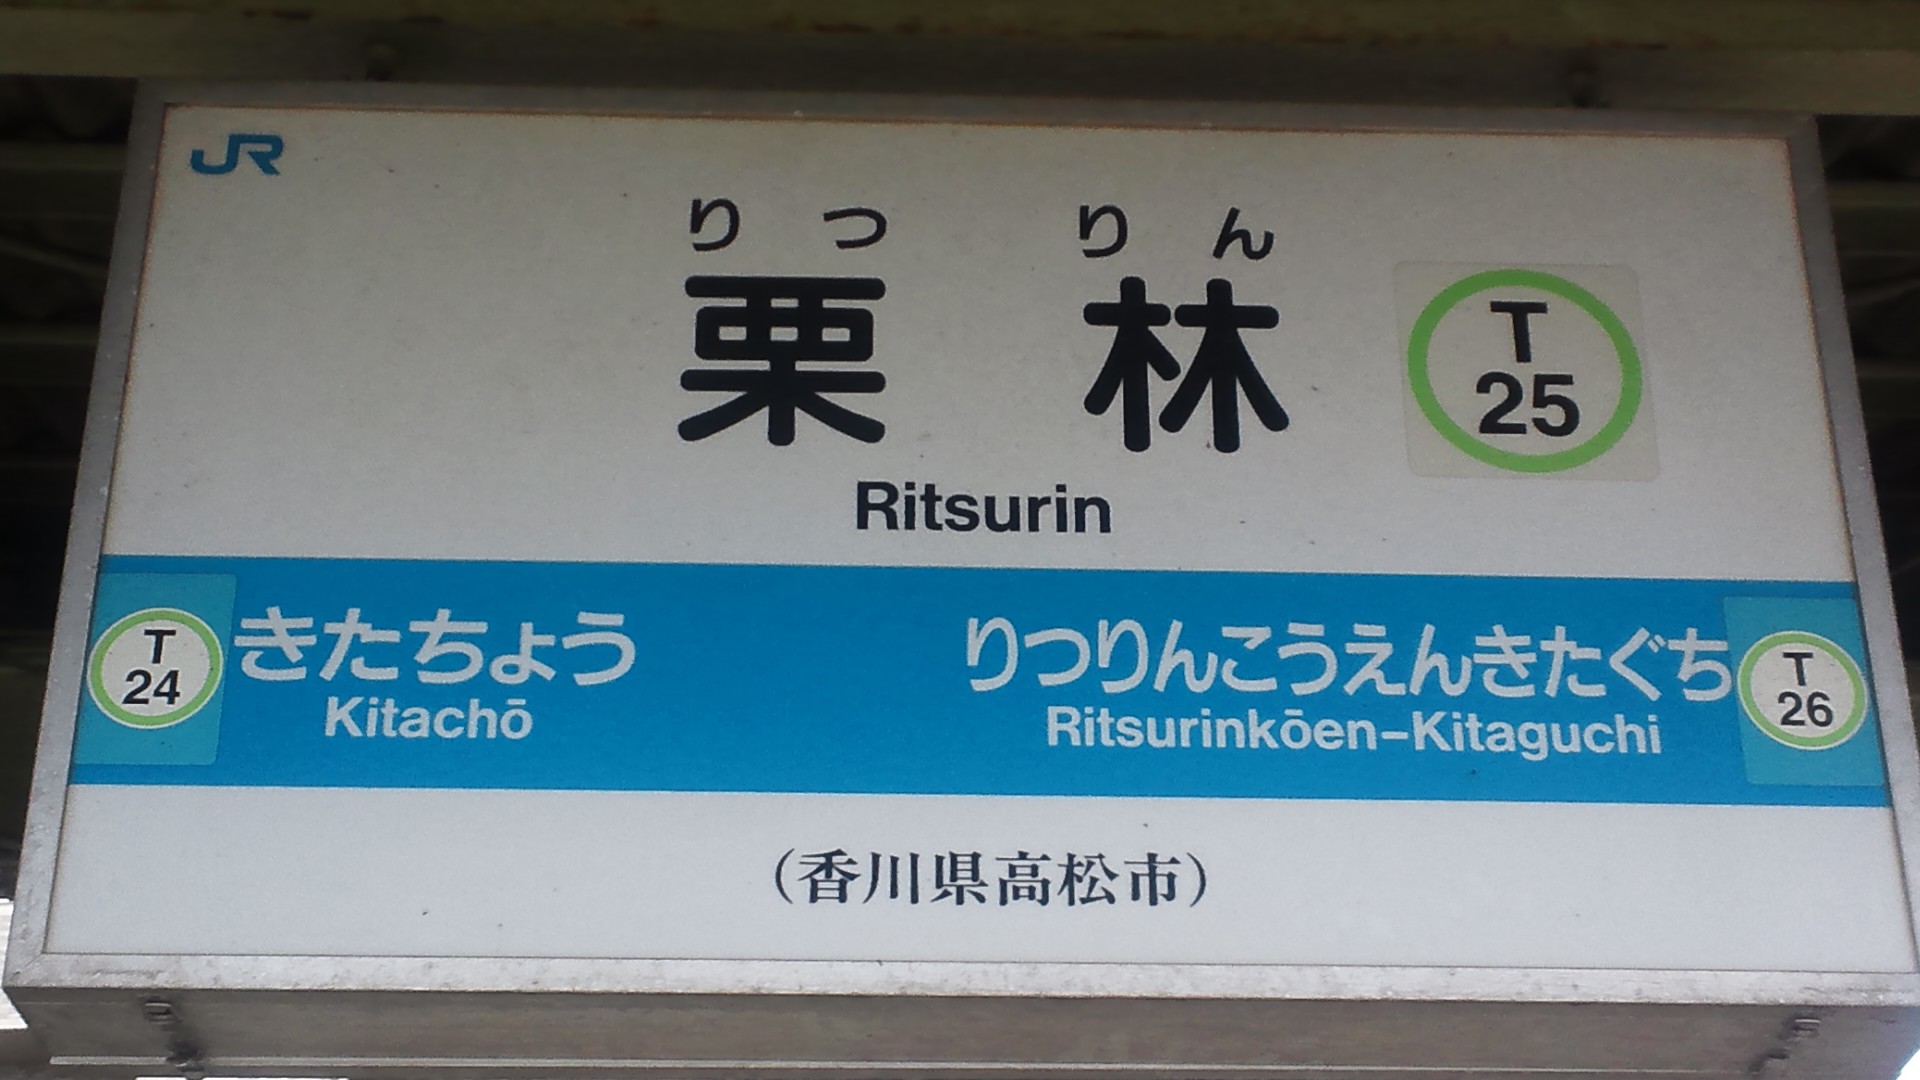 JR
りつりん
栗林
T
25
Ritsurin
T
24
きたちょう
Kitachō
りつりんこうえんきたぐち
Ritsurinkōen-Kitaguchi
T
26
(香川県高松市)